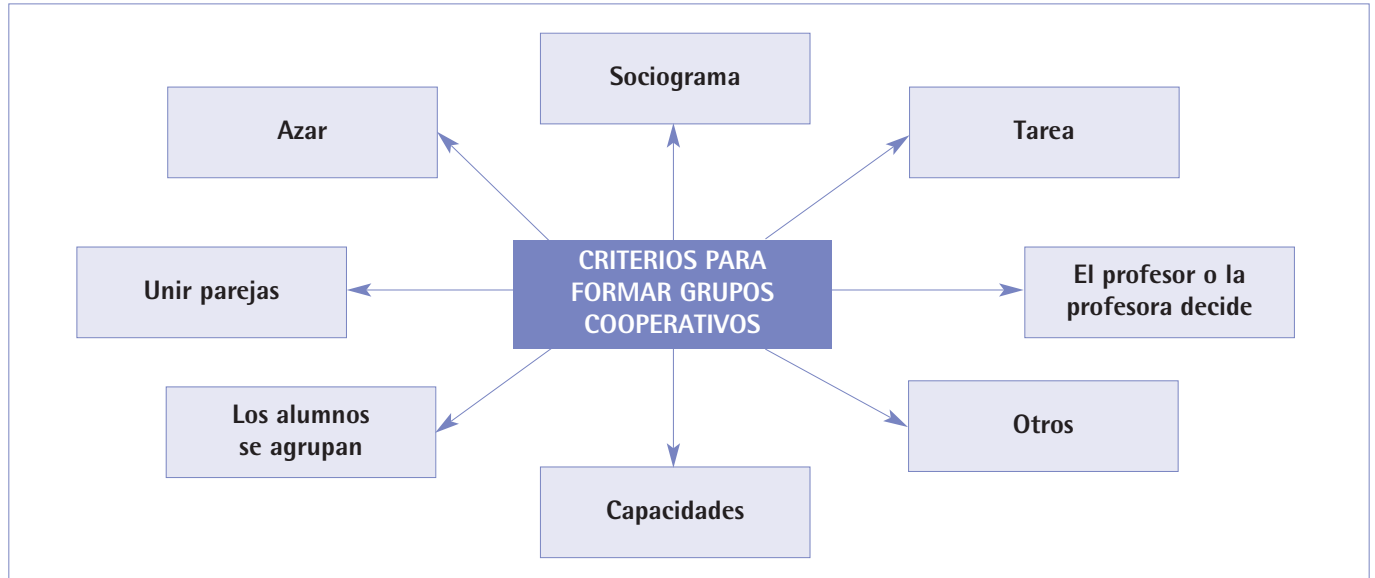 Sociograma
Azar
Tarea
CRITERIOS PARA
FORMAR GRUPOS
COOPERATIVOS
Unir parejas
El profesor o la
profesora decide
Los alumnos
se agrupan
Otros
Capacidades